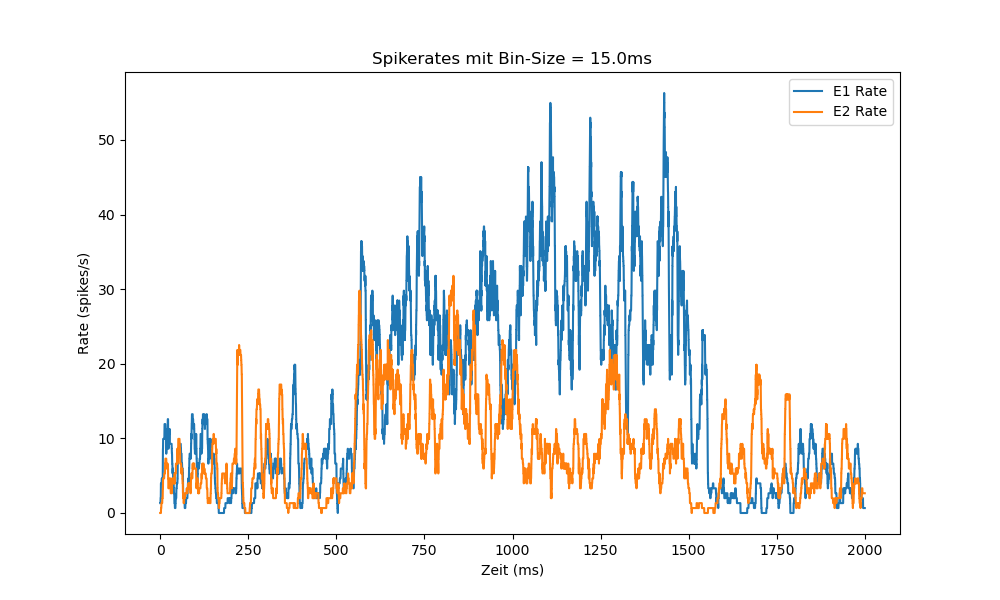 Spikerates mit Bin-Size = 15.0ms
E1 Rate
E2 Rate
Rate (spikes/s)
50
40
30
20
10
0
0 250 500 750 1000 1250 1500 1750 2000
Zeit (ms)